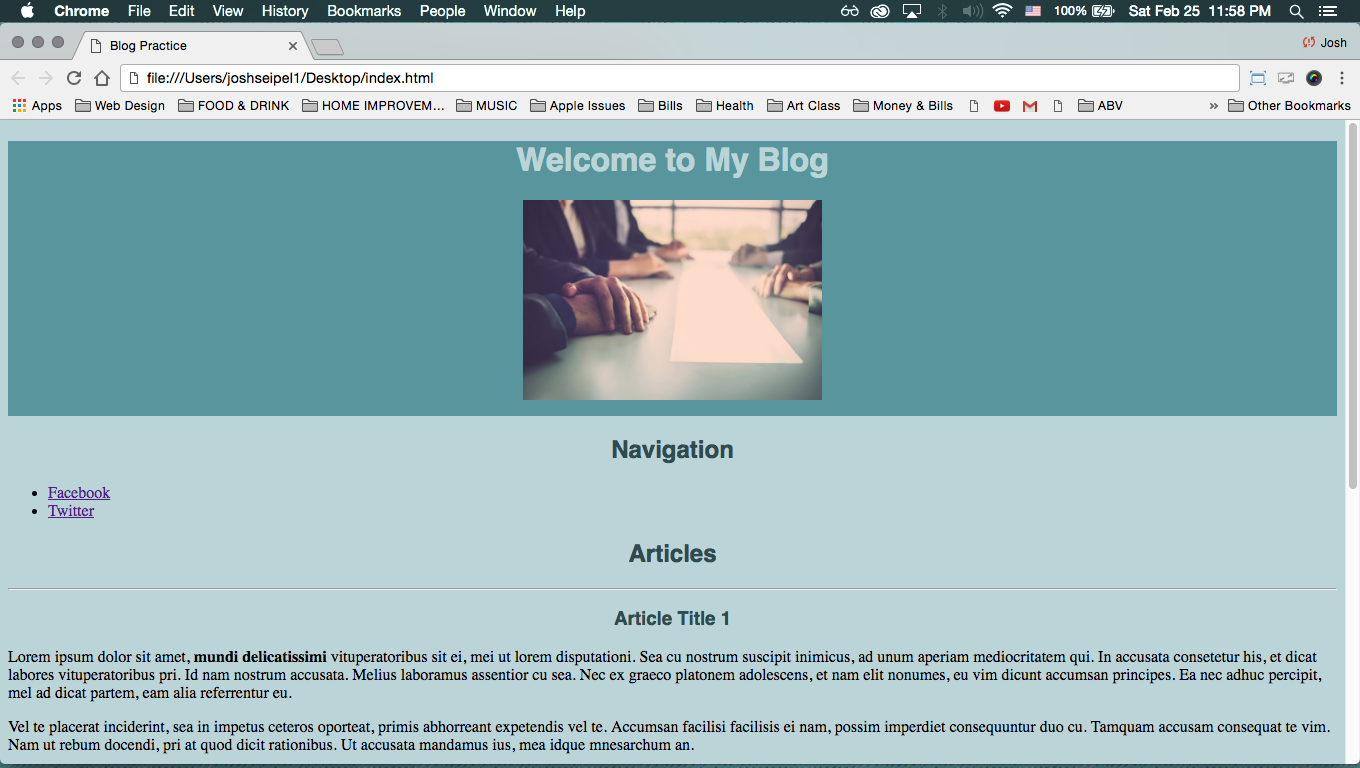 Chrome File Edit View History Bookmarks People Window Help 100% Sat Feb 25 11:58 PM
Blog Practice Josh
file:///Users/joshseipel1/Desktop/index.html
Apps Web Design FOOD & DRINK HOME IMPROVEM... MUSIC Apple Issues Bills Health Art Class Money & Bills ABV » Other Bookmarks
Welcome to My Blog
Navigation
Facebook
Twitter
Articles
Article Title 1
Lorem ipsum dolor sit amet, mundi delicatissimi vituperatoribus sit ei, mei ut lorem disputationi. Sea cu nostrum suscipit inimicus, ad unum aperiam mediocritatem qui. In accusata consetetur his, et dicat
labores vituperatoribus pri. Id nam nostrum accusata. Melius laboramus assentior cu sea. Nec ex graeco platonem adolescens, et nam elit nonumes, eu vim dicunt accumsan principes. Ea nec adhuc percipit,
mel ad dicat partem, eam alia referrentur eu.
Vel te placerat inciderint, sea in impetus ceteros oporteat, primis abhorreant expetendis vel te. Accumsan facilisi facilisis ei nam, possim imperdiet consequuntur duo cu. Tamquam accusam consequat te vim.
Nam ut rebum docendi, pri at quod dicit rationibus. Ut accusata mandamus ius, mea idque mnesarchum an.